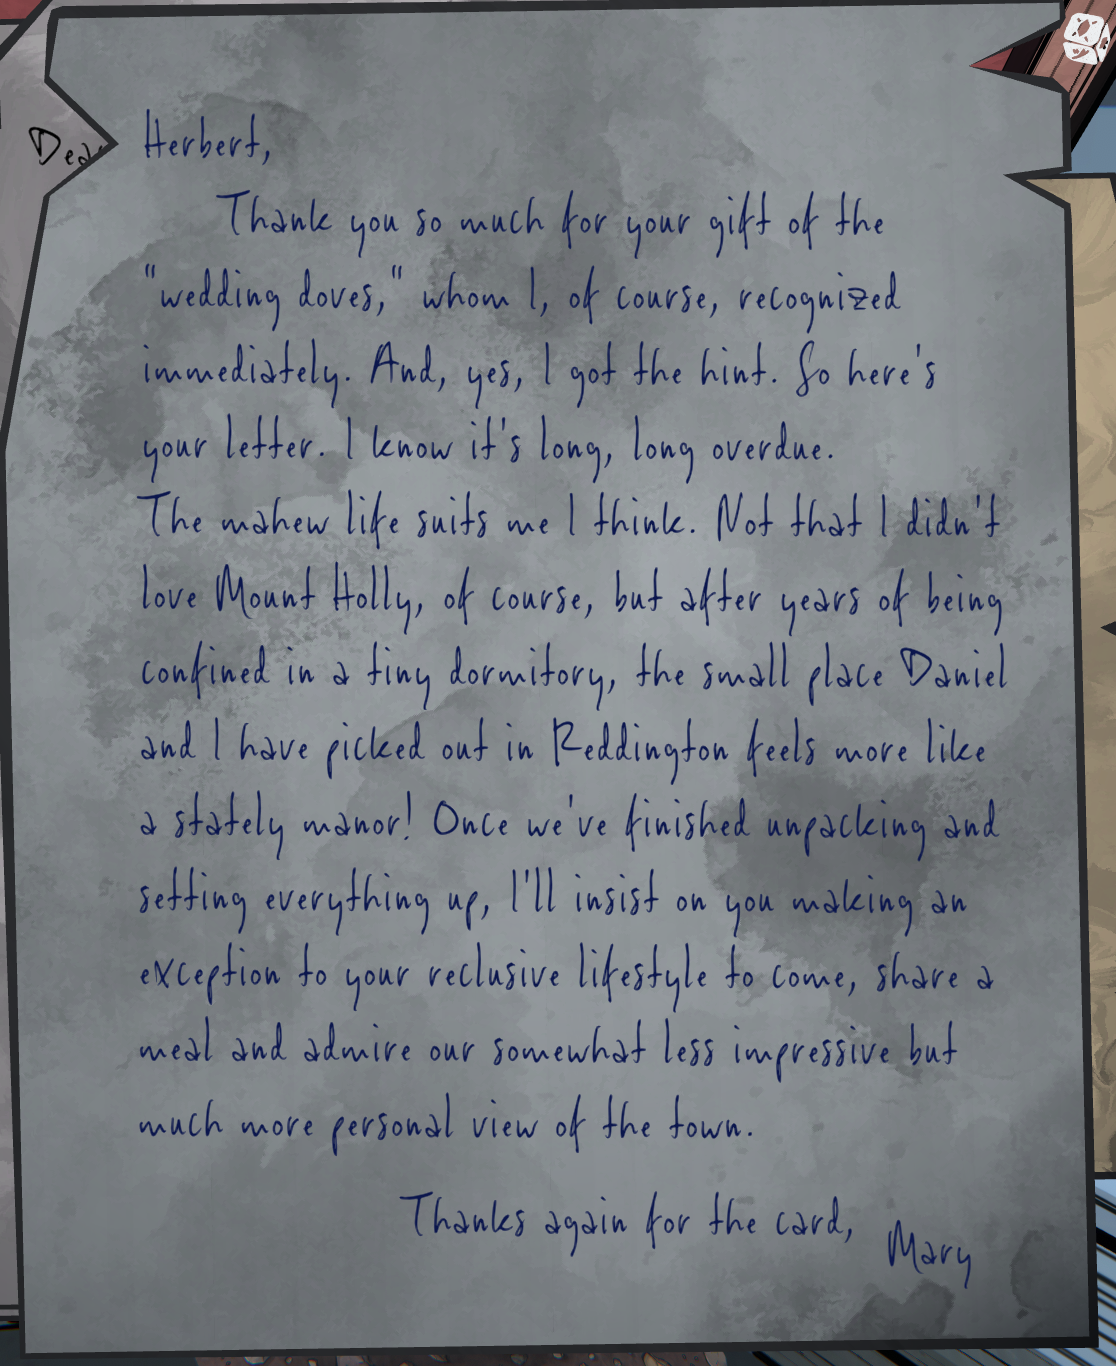 Dea
Herbert,
Thank you so much for your gift of the
"wedding doves," whom I, of course, recognized
immediately. And, yes, I got the hint. So here's
your letter. I know it's long, long overdue.
The mahew life suits me I think. Not that I didn't
love Mount Holly, of course, but after years of being
confined in a tiny dormitory, the small place Daniel
and I have picked out in Reddington feels more like
a stately manor! Once we've finished unpacking and
setting everything up, I'll insist on you making an
exception to your reclusive lifestyle to come, share a
meal and admire our somewhat less impressive but
much more personal view of the town.
Thanks again for the card,
Mary